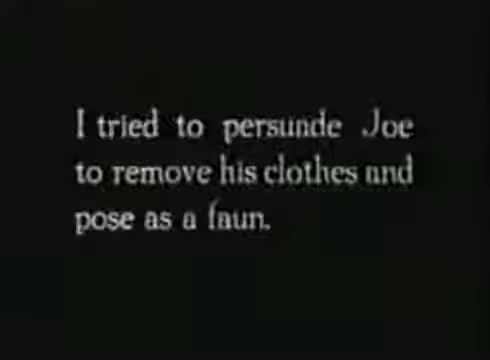 I tried to persuade Joe
to remove his clothes and
pose as a faun.